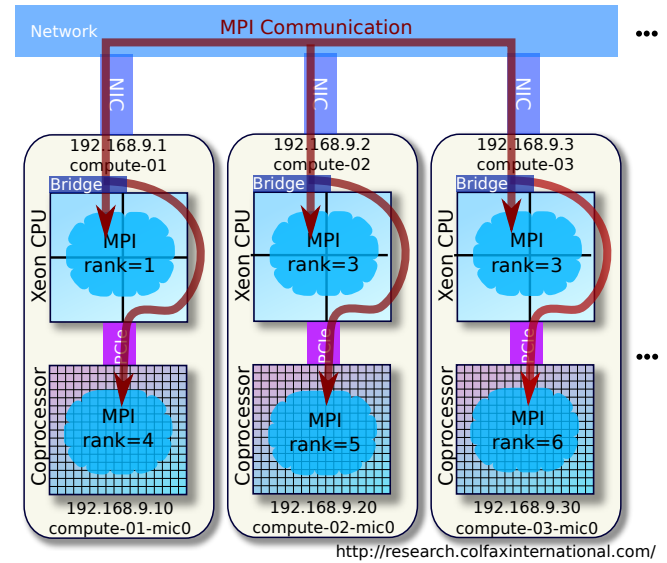 Network
MPI Communication
•••
NIC
NIC
NIC
192.168.9.1
compute-01
Bridge
Xeon CPU
MPI
rank=1
PCIe
Coprocessor
MPI
rank=4
192.168.9.10
compute-01-mic0
192.168.9.2
compute-02
Bridge
Xeon CPU
MPI
rank=3
PCIe
Coprocessor
MPI
rank=5
192.168.9.20
compute-02-mic0
192.168.9.3
compute-03
Bridge
Xeon CPU
MPI
rank=3
PCIe
Coprocessor
MPI
rank=6
192.168.9.30
compute-03-mic0
•••
http://research.colfaxinternational.com/